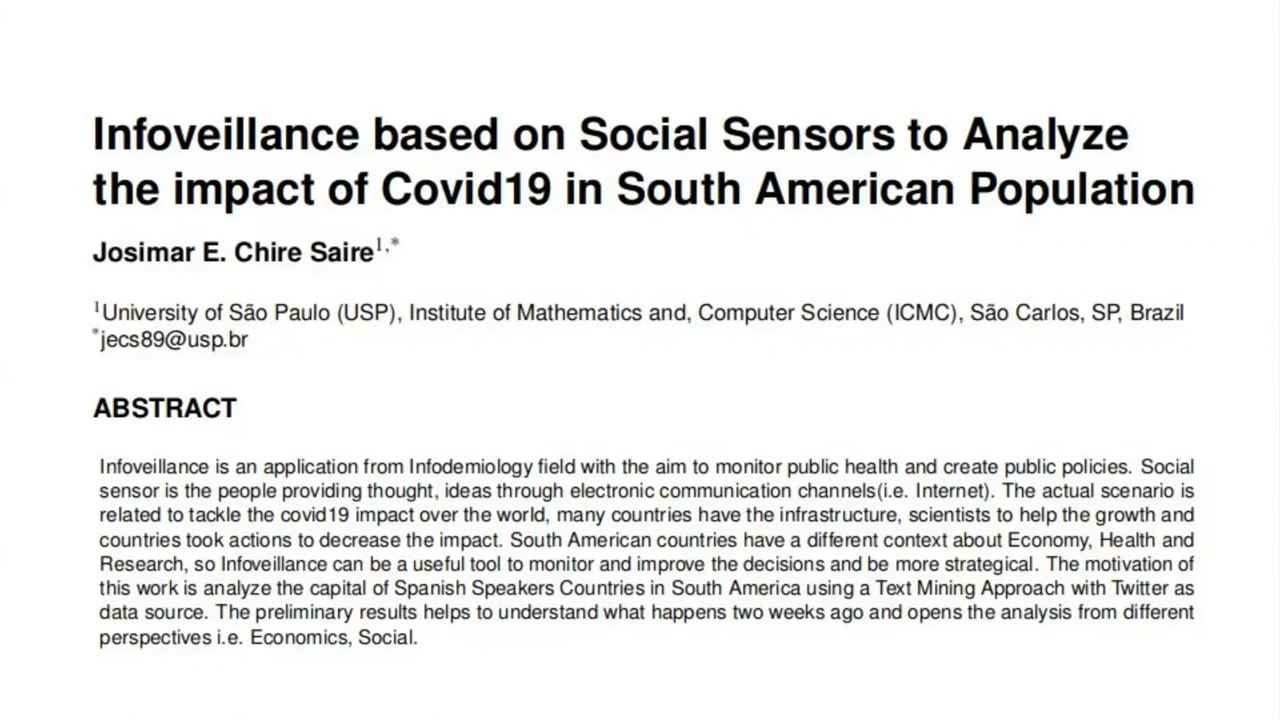 Infoveillance based on Social Sensors to Analyze
the impact of Covid19 in South American Population
Josimar E. Chire Saire1,*
1University of São Paulo (USP), Institute of Mathematics and, Computer Science (ICMC), São Carlos, SP, Brazil
*jecs89@usp.br
ABSTRACT
Infoveillance is an application from Infodemiology field with the aim to monitor public health and create public policies. Social
sensor is the people providing thought, ideas through electronic communication channels(i.e. Internet). The actual scenario is
related to tackle the covid19 impact over the world, many countries have the infrastructure, scientists to help the growth and
countries took actions to decrease the impact. South American countries have a different context about Economy, Health and
Research, so Infoveillance can be a useful tool to monitor and improve the decisions and be more strategical. The motivation of
this work is analyze the capital of Spanish Speakers Countries in South America using a Text Mining Approach with Twitter as
data source. The preliminary results helps to understand what happens two weeks ago and opens the analysis from different
perspectives i.e. Economics, Social.